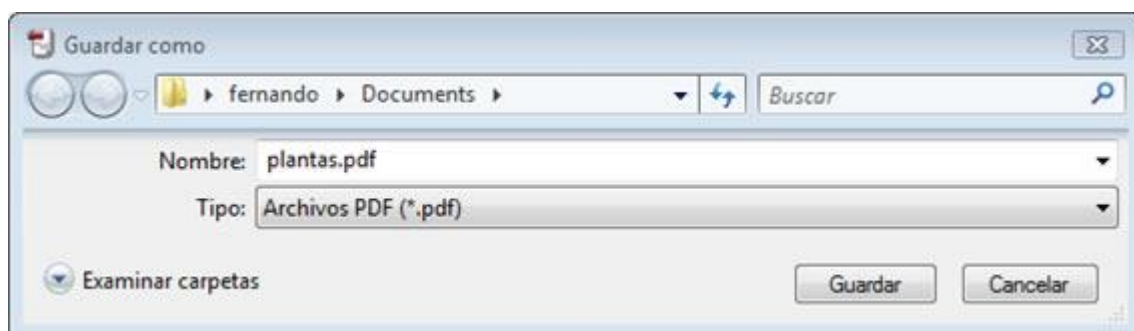 Guardar como
fernando Documents Buscar
Nombre: plantas.pdf
Tipo: Archivos PDF (*.pdf)
Examinar carpetas Guardar Cancelar